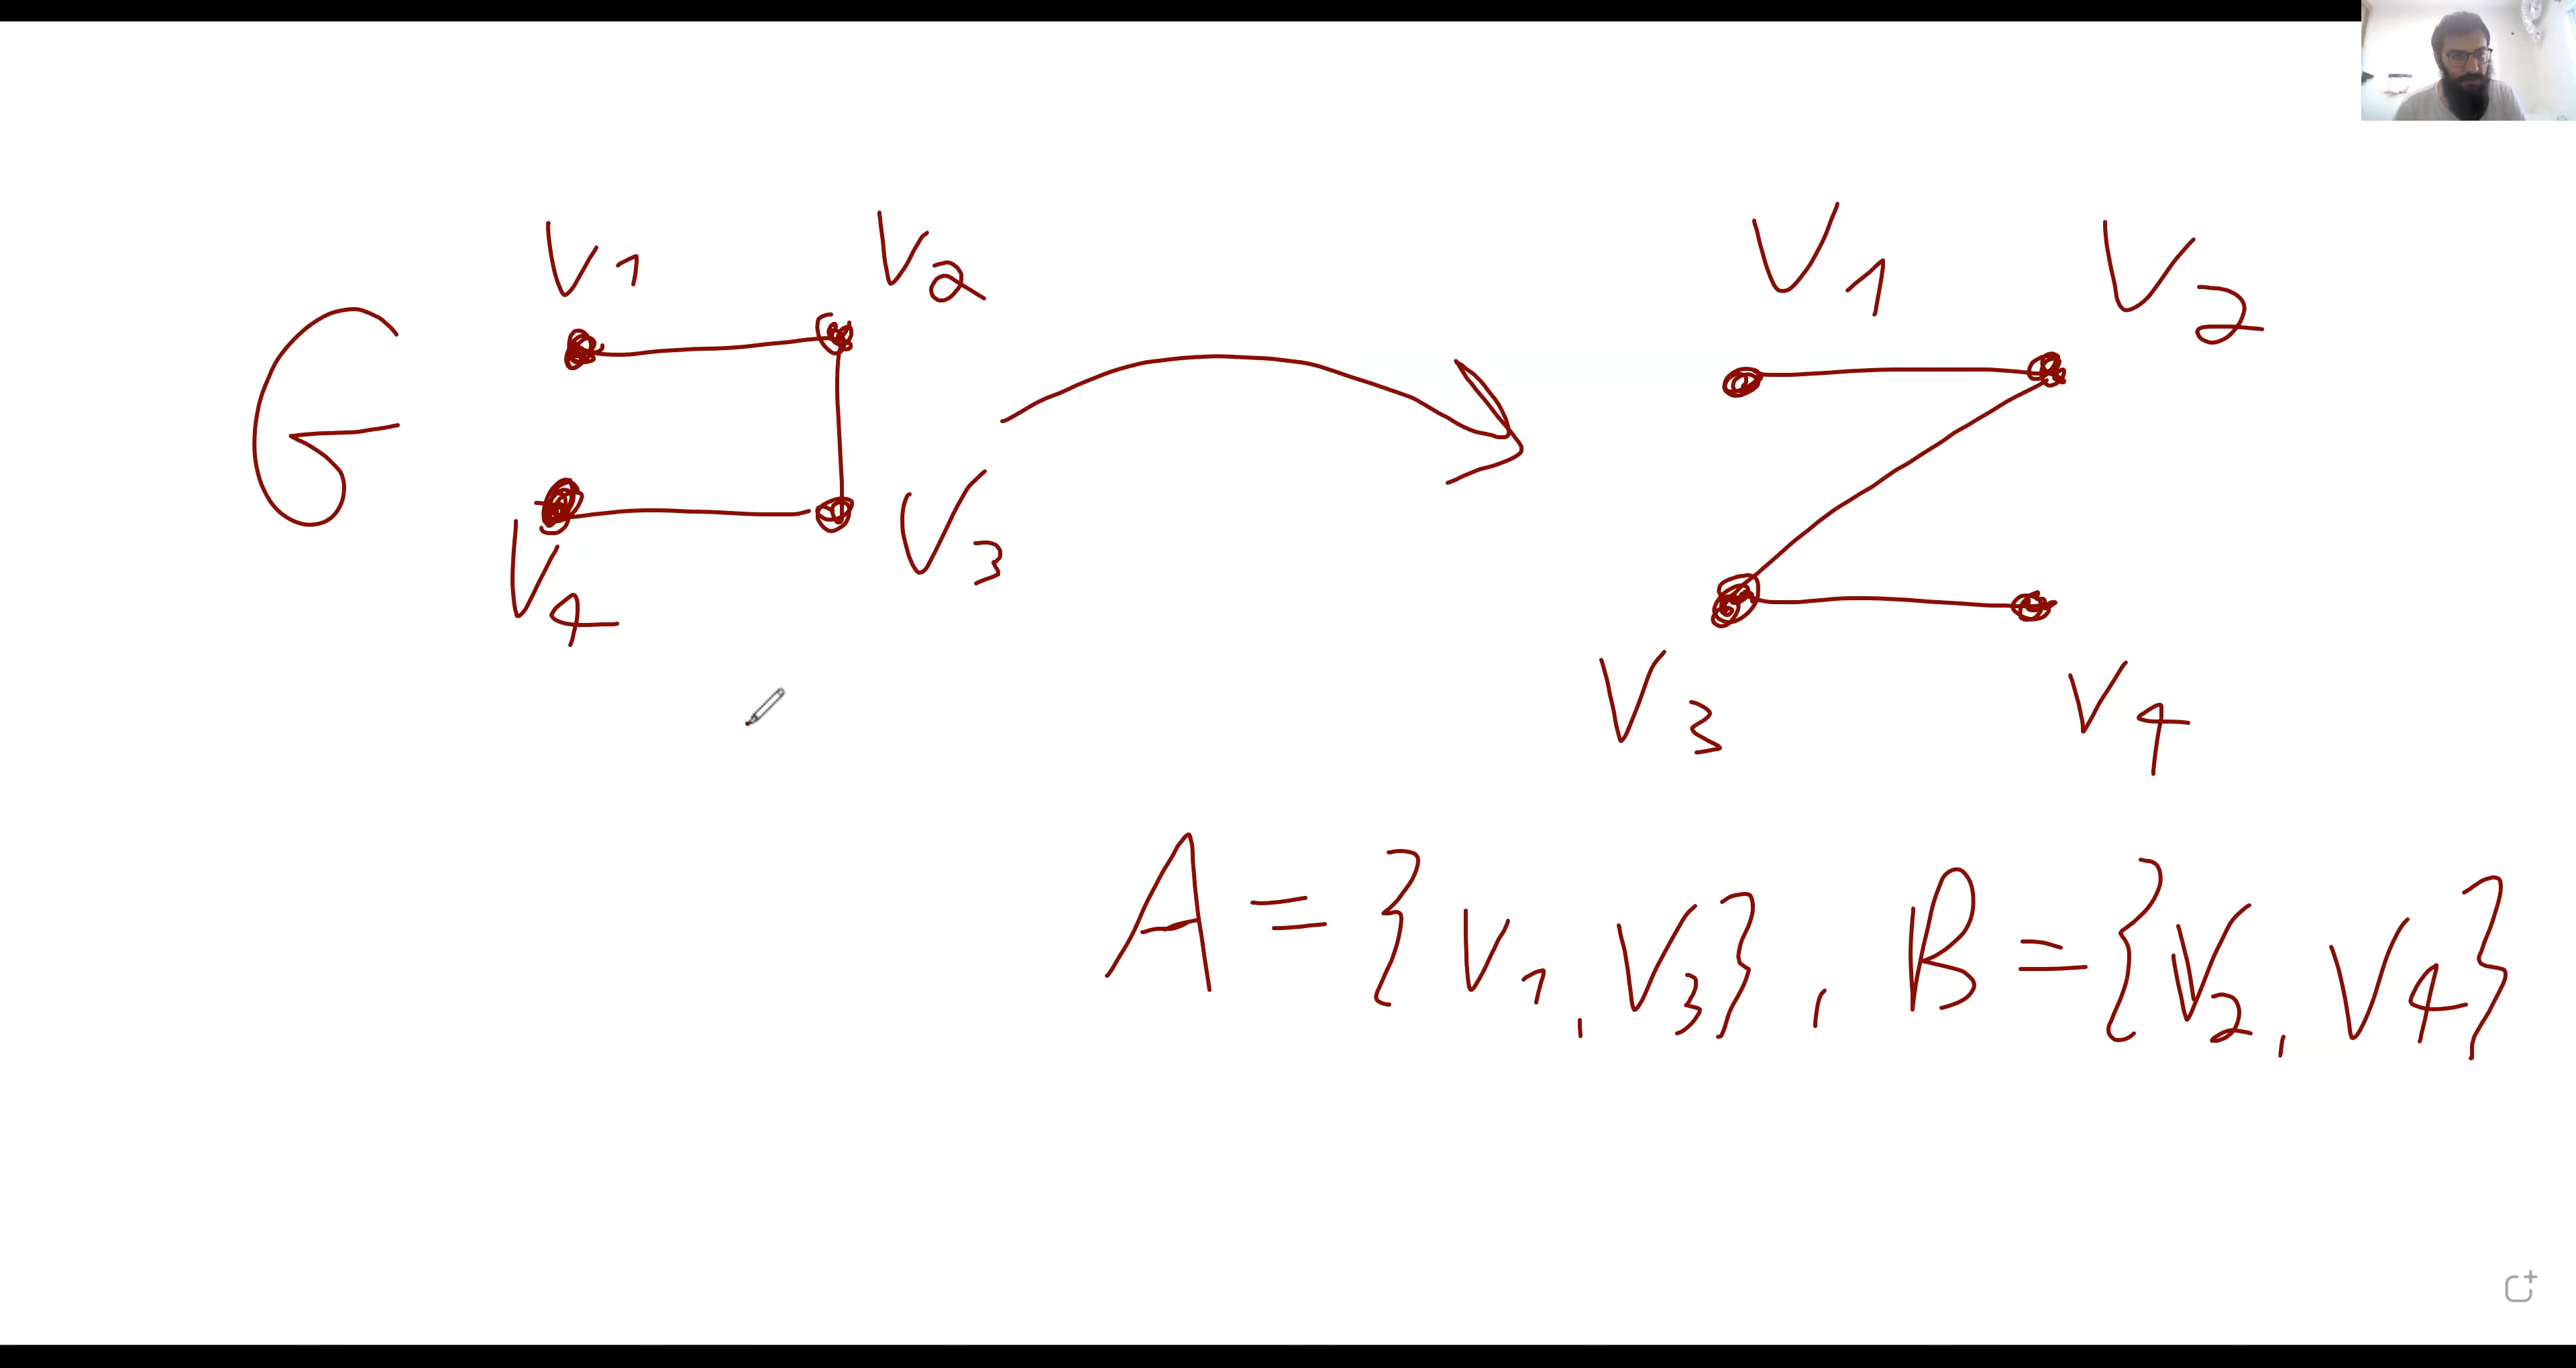 V1 V2
G
V4 V3
V1 V2
V3 V4
A = {V1, V3}, B = {V2, V4}